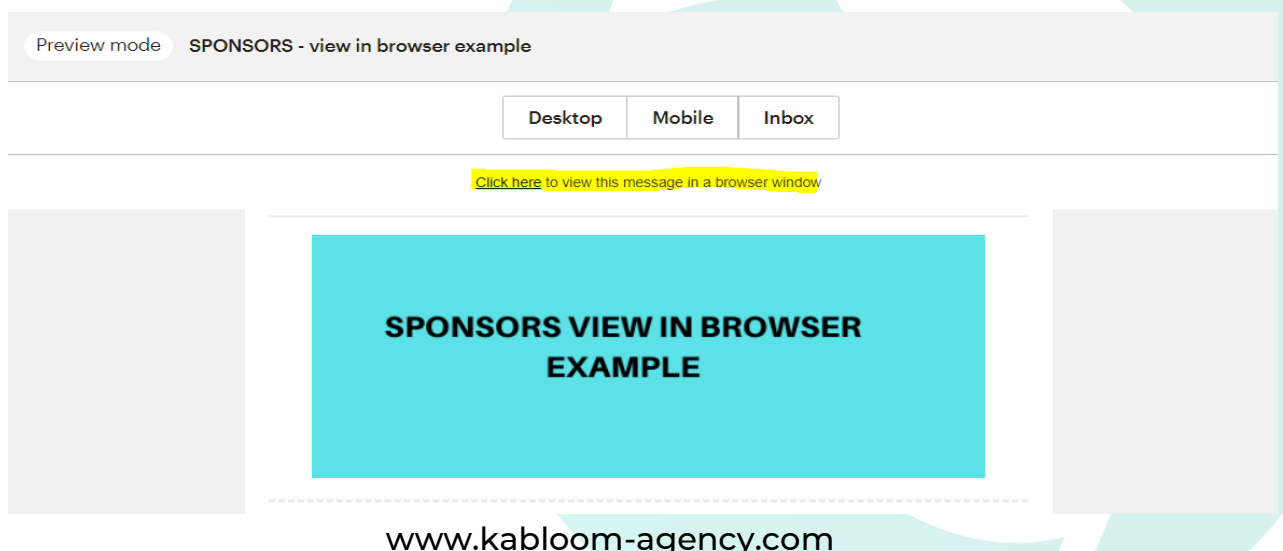 Preview mode SPONSORS - view in browser example
Desktop Mobile Inbox
Click here to view this message in a browser window
SPONSORS VIEW IN BROWSER
EXAMPLE
www.kabloom-agency.com